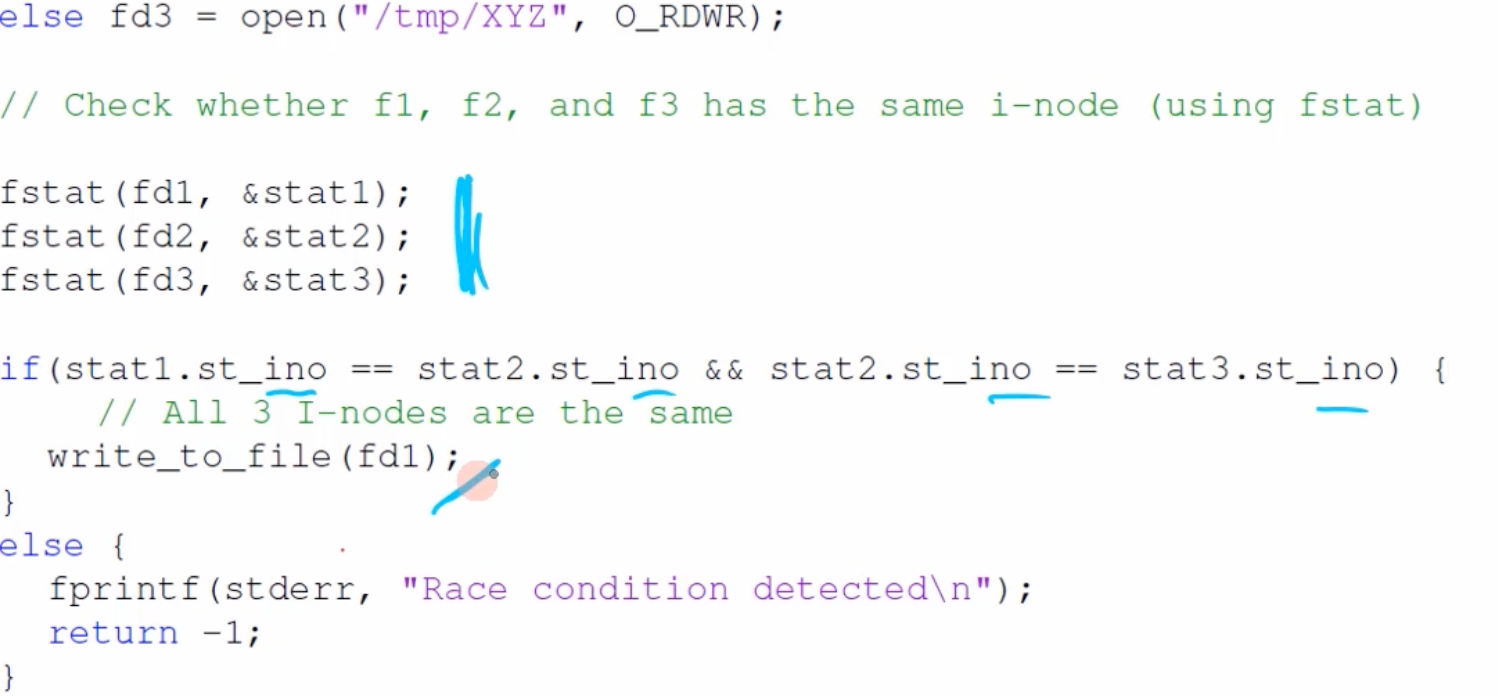 else fd3 = open("/tmp/XYZ", O_RDWR);
// Check whether f1, f2, and f3 has the same i-node (using fstat)
fstat(fd1, &stat1);
fstat(fd2, &stat2);
fstat(fd3, &stat3);
if(stat1.st_ino == stat2.st_ino && stat2.st_ino == stat3.st_ino) {
// All 3 I-nodes are the same
write_to_file(fd1);
}
else {
fprintf(stderr, "Race condition detected\n");
return -1;
}